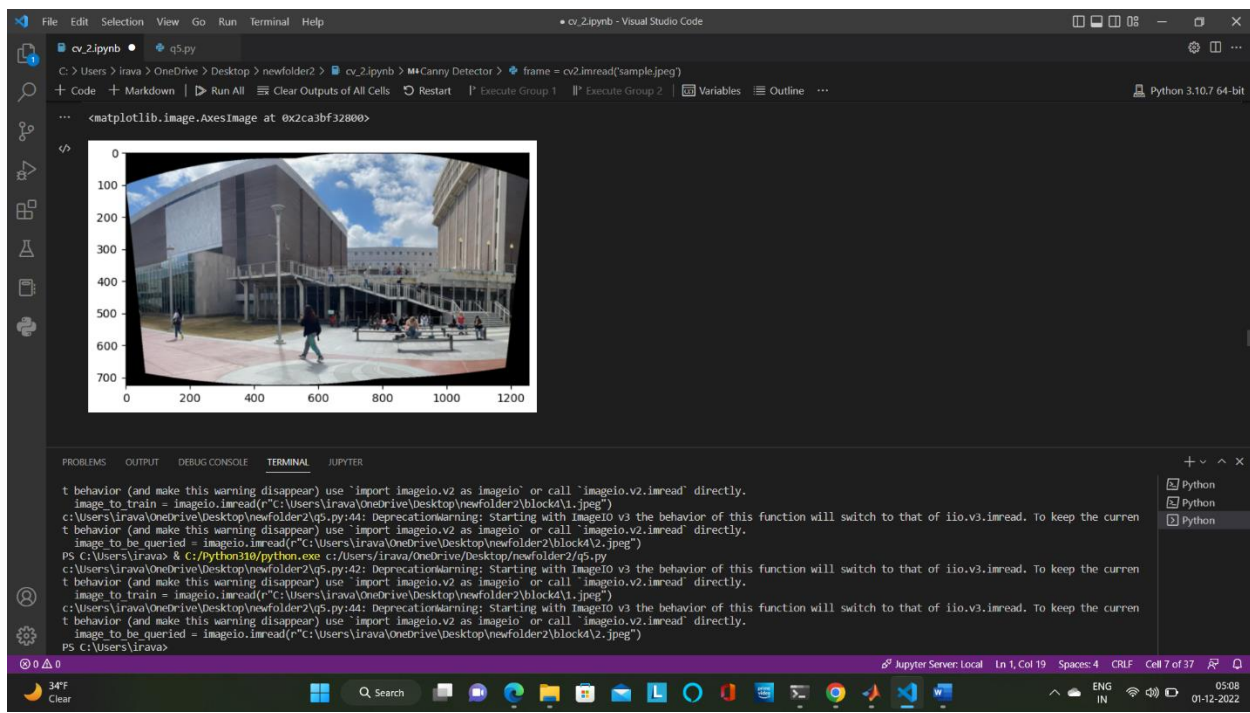 File Edit Selection View Go Run Terminal Help
● cv_2.ipynb - Visual Studio Code
cv_2.ipynb ●
q5.py
C: > Users > irava > OneDrive > Desktop > newfolder2 > cv_2.ipynb > M↓Canny Detector > frame = cv2.imread('sample.jpeg')
+ Code + Markdown | Run All Clear Outputs of All Cells Restart Execute Group 1 Execute Group 2 | Variables Outline ···
Python 3.10.7 64-bit
··· <matplotlib.image.AxesImage at 0x2ca3bf32800>
0
100
200
300
400
500
600
700
0 200 400 600 800 1000 1200
PROBLEMS OUTPUT DEBUG CONSOLE TERMINAL JUPYTER
t behavior (and make this warning disappear) use `import imageio.v2 as imageio` or call `imageio.v2.imread` directly.
image_to_train = imageio.imread(r"C:\Users\irava\OneDrive\Desktop\newfolder2\block4\1.jpeg")
c:\Users\irava\OneDrive\Desktop\newfolder2\q5.py:44: DeprecationWarning: Starting with ImageIO v3 the behavior of this function will switch to that of iio.v3.imread. To keep the curren
t behavior (and make this warning disappear) use `import imageio.v2 as imageio` or call `imageio.v2.imread` directly.
image_to_be_queried = imageio.imread(r"C:\Users\irava\OneDrive\Desktop\newfolder2\block4\2.jpeg")
PS C:\Users\irava> & C:/Python310/python.exe c:/Users/irava/OneDrive/Desktop/newfolder2/q5.py
c:\Users\irava\OneDrive\Desktop\newfolder2\q5.py:42: DeprecationWarning: Starting with ImageIO v3 the behavior of this function will switch to that of iio.v3.imread. To keep the curren
t behavior (and make this warning disappear) use `import imageio.v2 as imageio` or call `imageio.v2.imread` directly.
image_to_train = imageio.imread(r"C:\Users\irava\OneDrive\Desktop\newfolder2\block4\1.jpeg")
c:\Users\irava\OneDrive\Desktop\newfolder2\q5.py:44: DeprecationWarning: Starting with ImageIO v3 the behavior of this function will switch to that of iio.v3.imread. To keep the curren
t behavior (and make this warning disappear) use `import imageio.v2 as imageio` or call `imageio.v2.imread` directly.
image_to_be_queried = imageio.imread(r"C:\Users\irava\OneDrive\Desktop\newfolder2\block4\2.jpeg")
PS C:\Users\irava>
Python
Python
Python
0 0
Jupyter Server: Local Ln 1, Col 19 Spaces: 4 CRLF Cell 7 of 37
34°F
Clear
Search
ENG
IN
05:08
01-12-2022